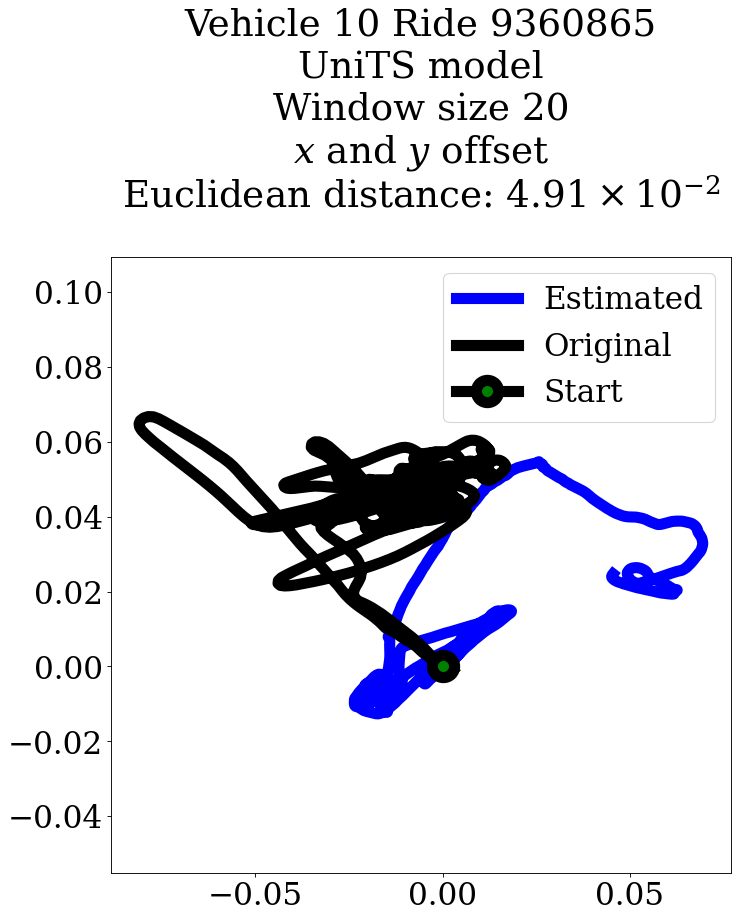 Vehicle 10 Ride 9360865
UniTS model
Window size 20
x and y offset
Euclidean distance: 4.91 × 10⁻²
Estimated
Original
Start
0.10
0.08
0.06
0.04
0.02
0.00
−0.02
−0.04
−0.05 0.00 0.05